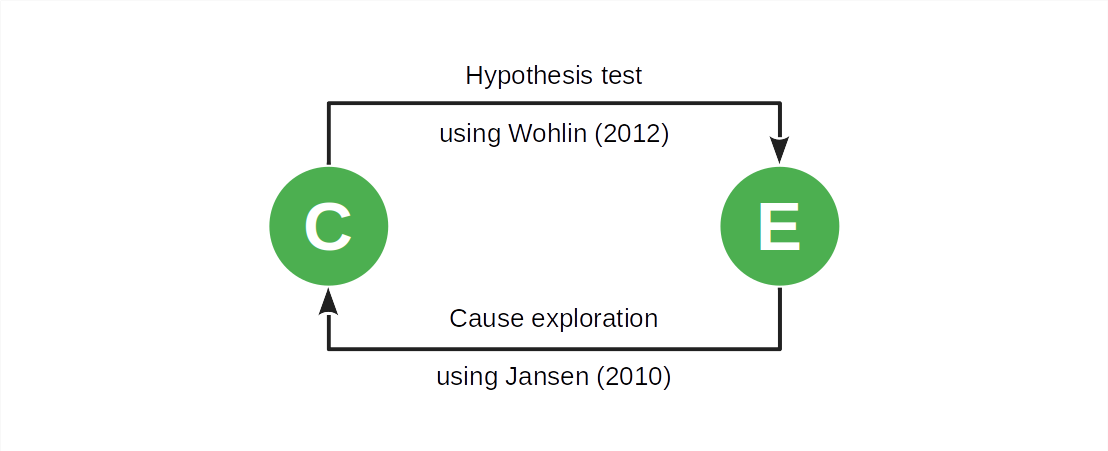 Hypothesis test
using Wohlin (2012)
C
E
Cause exploration
using Jansen (2010)